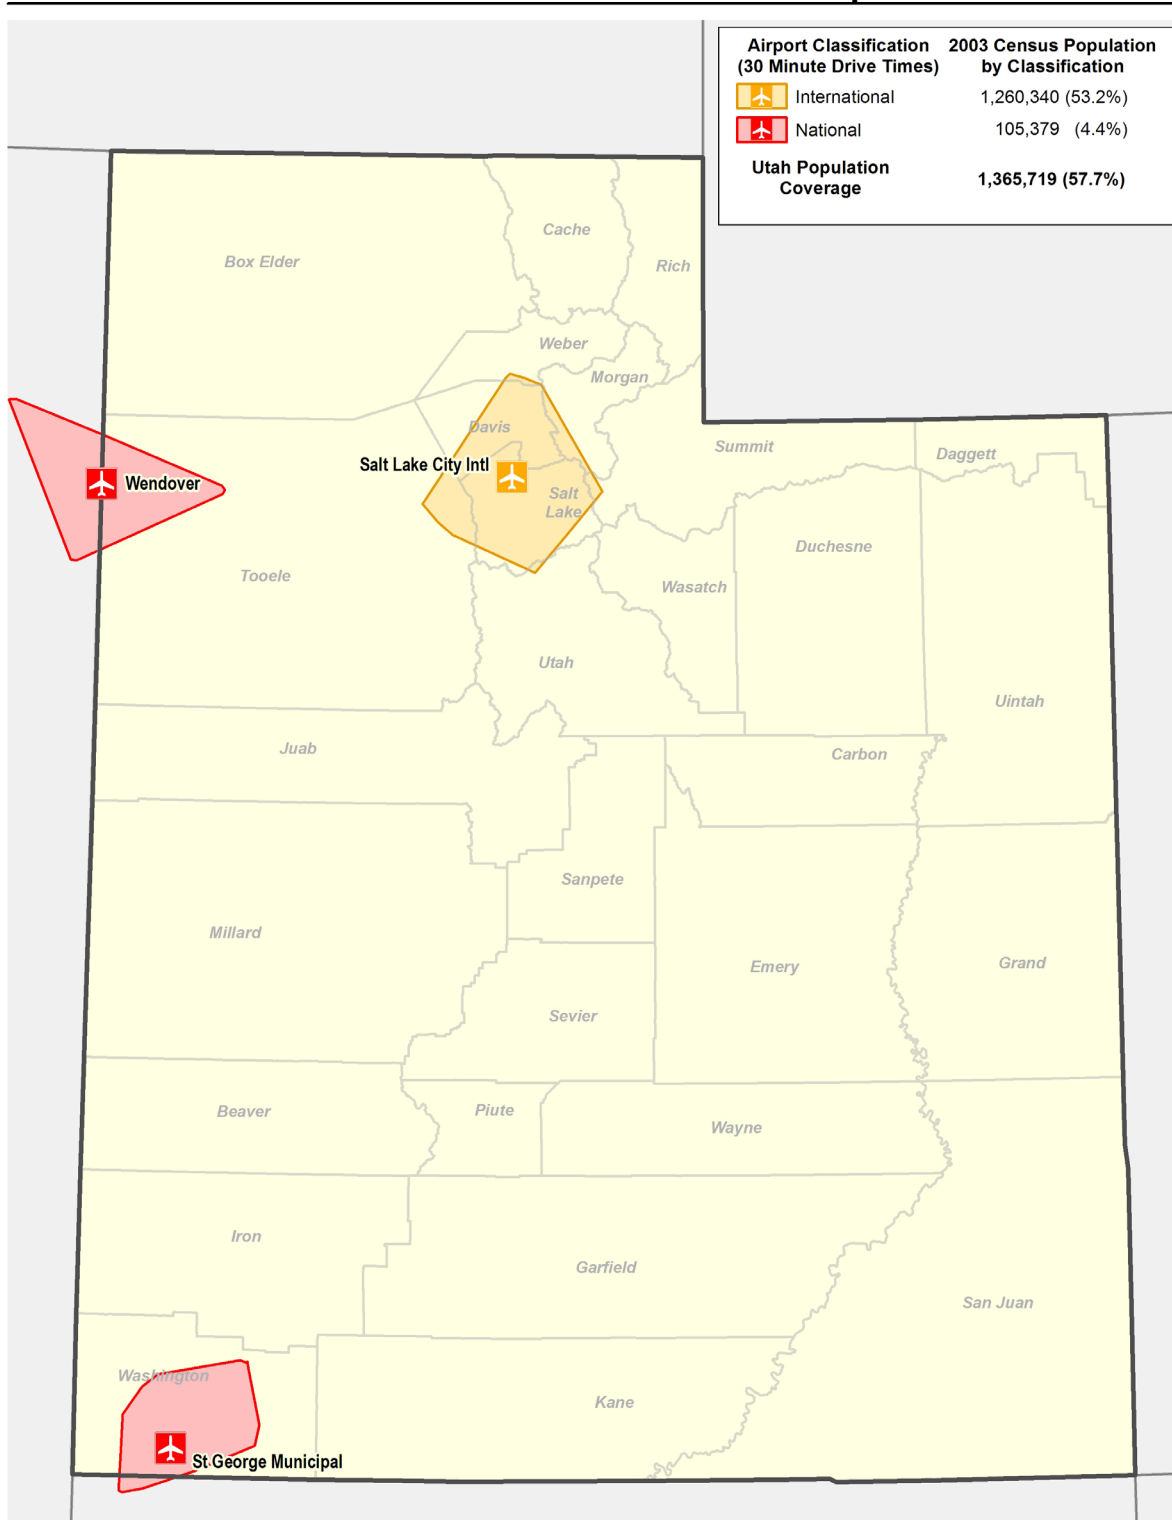 Airport Classification 2003 Census Population
(30 Minute Drive Times) by Classification
International 1,260,340 (53.2%)
National 105,379 (4.4%)
Utah Population
Coverage
1,365,719 (57.7%)
Cache
Box Elder
Rich
Weber
Morgan
Davis
Summit
Daggett
Salt Lake City Intl
Wendover
Salt
Lake
Duchesne
Tooele
Wasatch
Utah
Uintah
Juab
Carbon
Sanpete
Millard
Emery
Grand
Sevier
Beaver
Piute
Wayne
Iron
Garfield
San Juan
Washington
Kane
St George Municipal